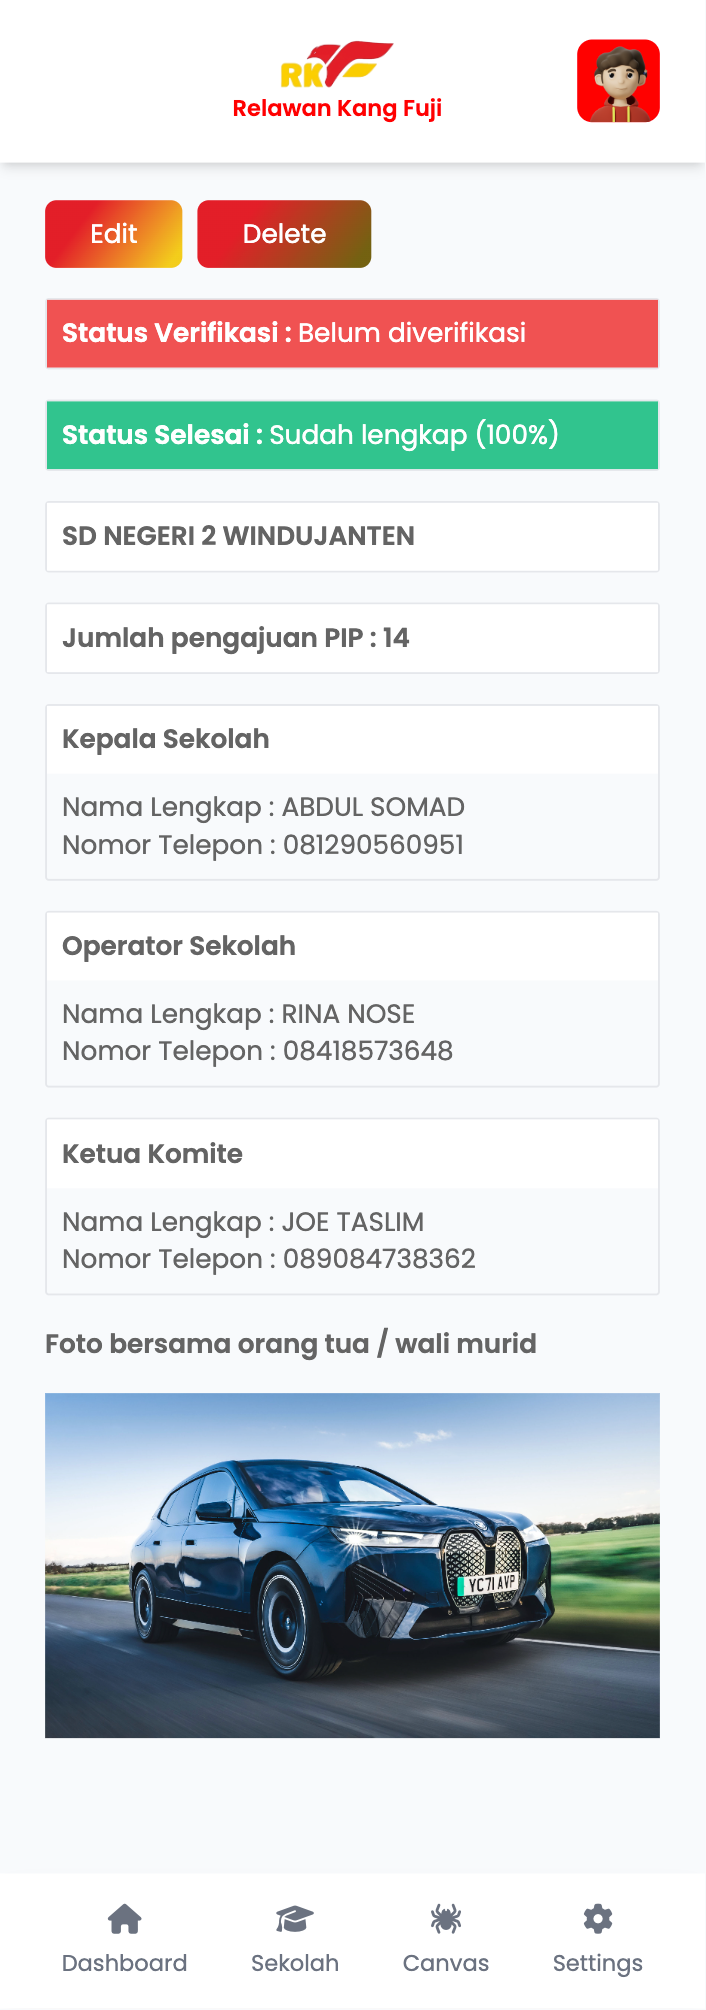 RK
Relawan Kang Fuji
Edit Delete
Status Verifikasi : Belum diverifikasi
Status Selesai : Sudah lengkap (100%)
SD NEGERI 2 WINDUJANTEN
Jumlah pengajuan PIP : 14
Kepala Sekolah
Nama Lengkap : ABDUL SOMAD
Nomor Telepon : 081290560951
Operator Sekolah
Nama Lengkap : RINA NOSE
Nomor Telepon : 08418573648
Ketua Komite
Nama Lengkap : JOE TASLIM
Nomor Telepon : 089084738362
Foto bersama orang tua / wali murid
YC71 AVP
Dashboard Sekolah Canvas Settings